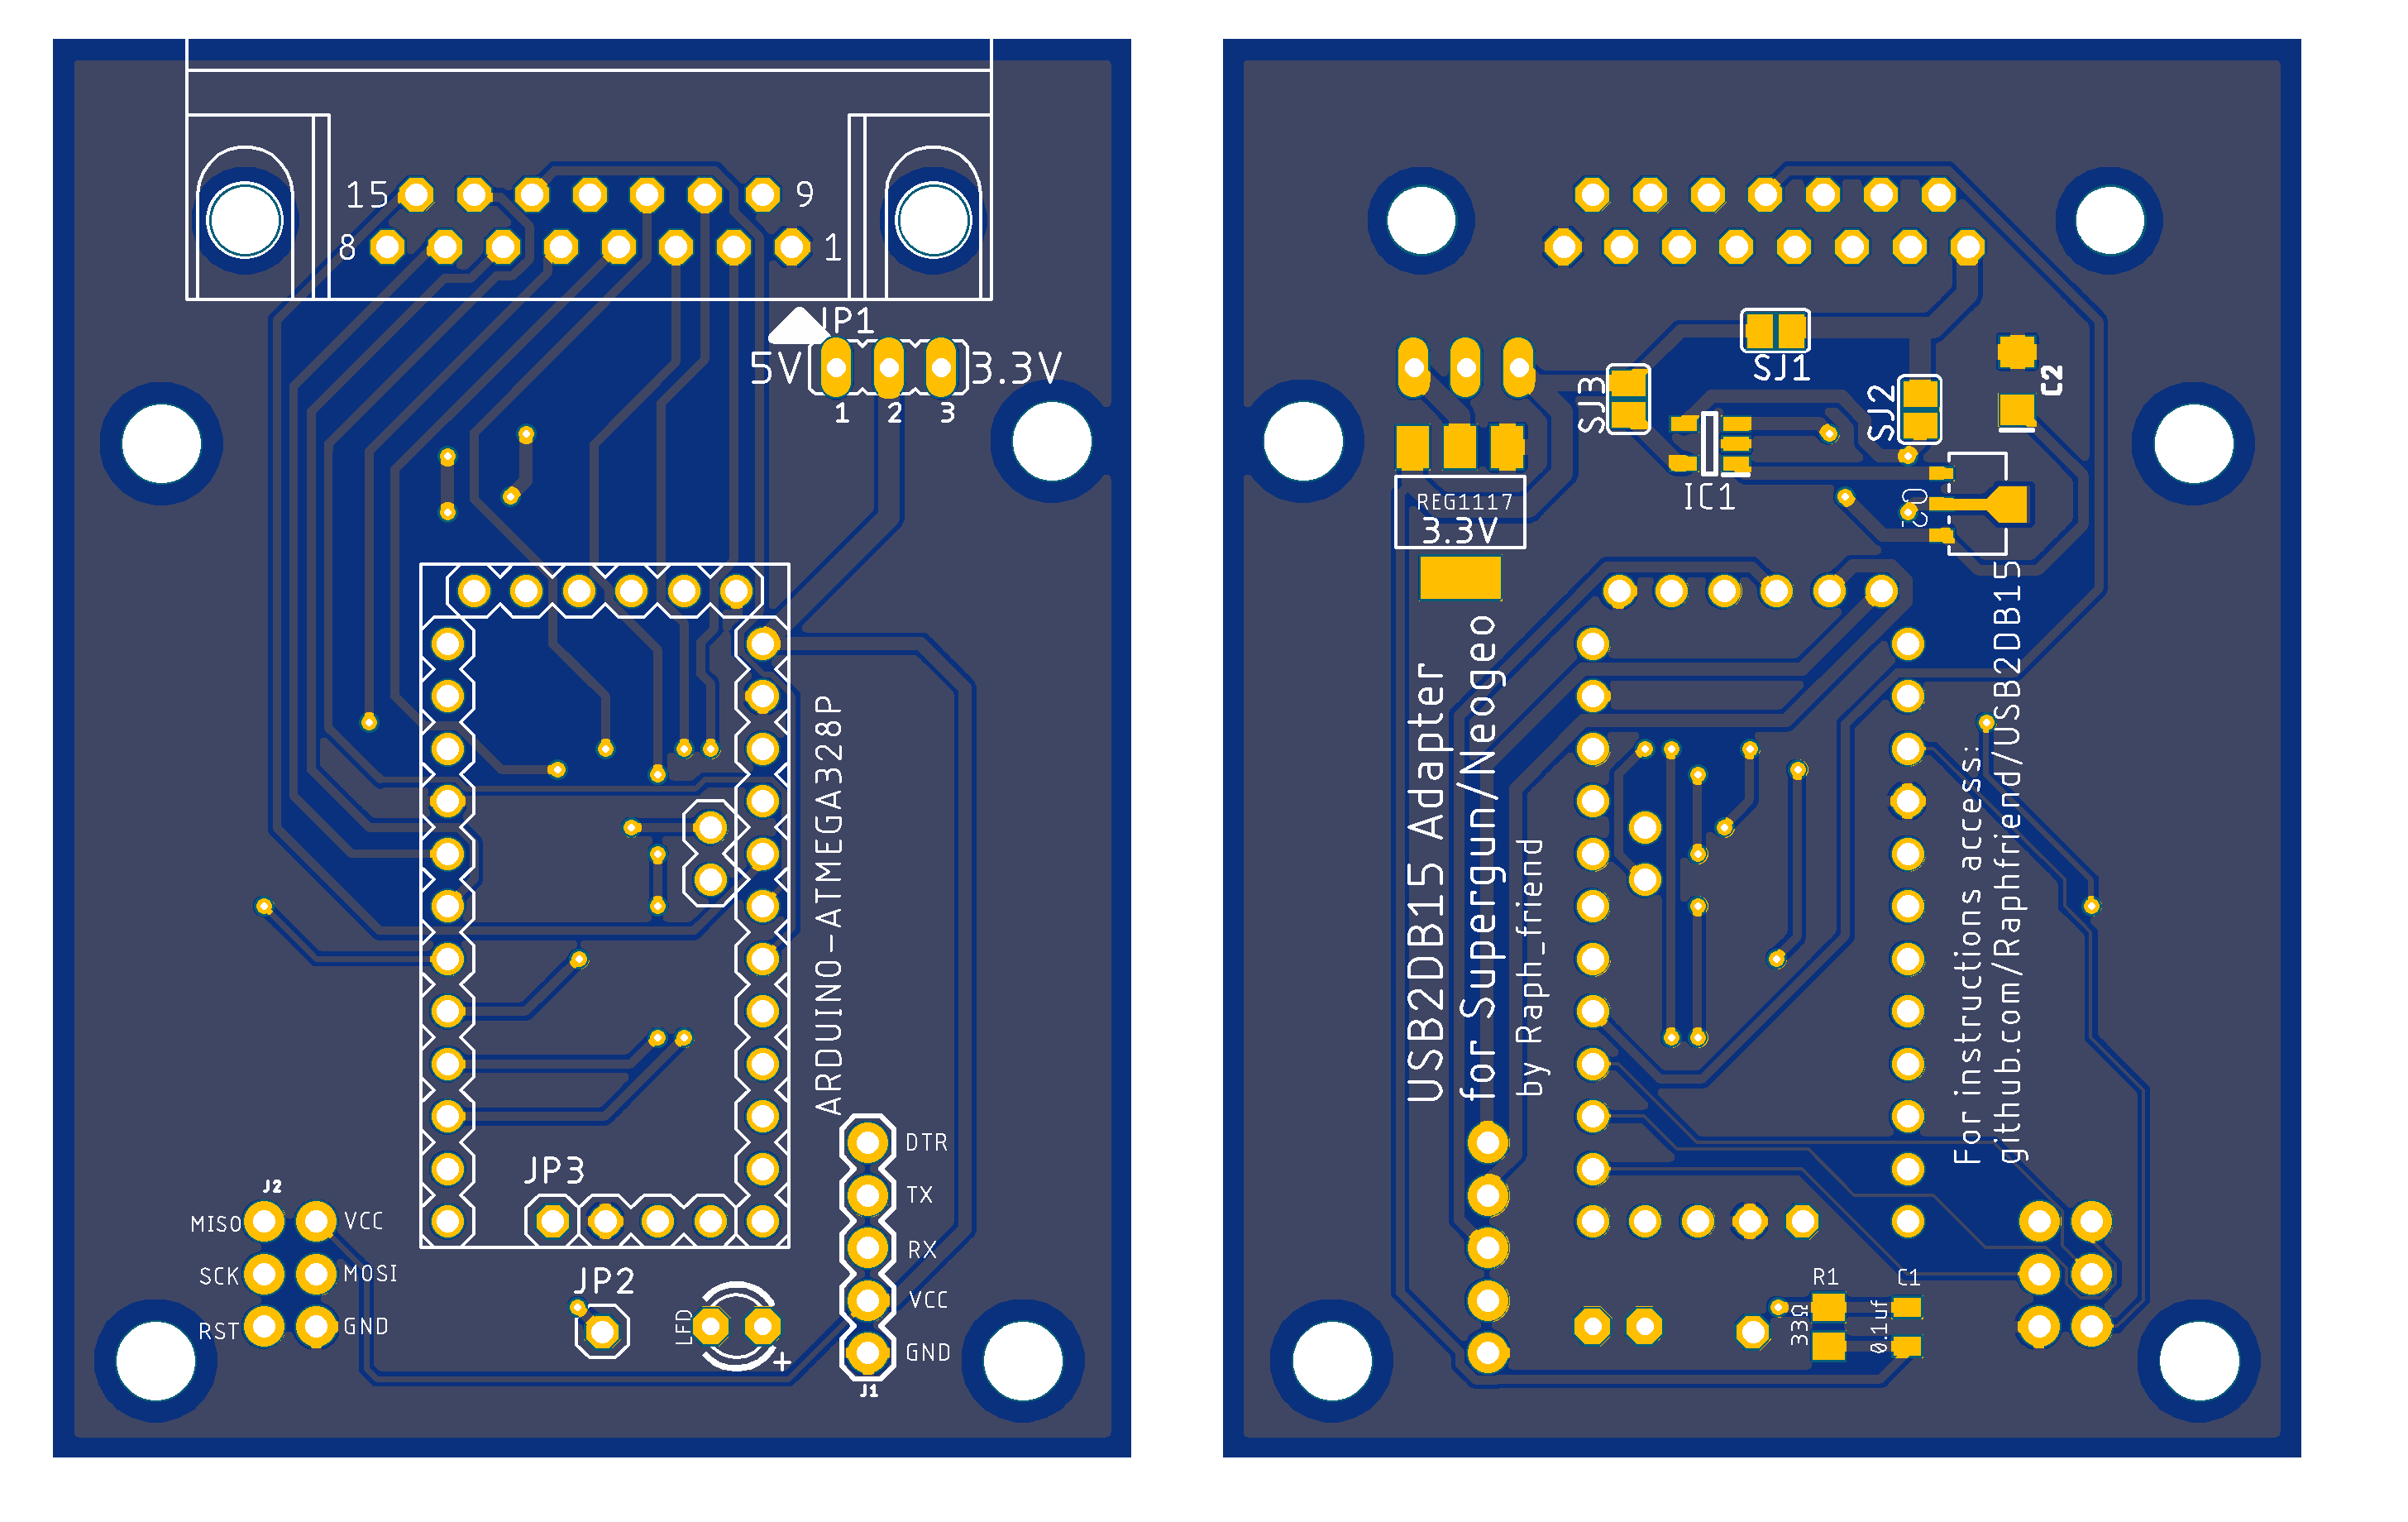 15
9
8
1
JP1
5V
3.3V
1
2
3
ARDUINO-ATMEGA328P
JP3
DTR
TX
RX
VCC
GND
J1
J2
MISO
VCC
SCK
MOSI
RST
GND
JP2
LED
+
SJ1
SJ3
SJ2
C2
IC1
REG1117
3.3V
USB2DB15 Adapter
for Supergun/Neogeo
by Raph_friend
For instructions access:
github.com/Raphfriend/USB2DB15
R1
C1
33Ω
0.1uf